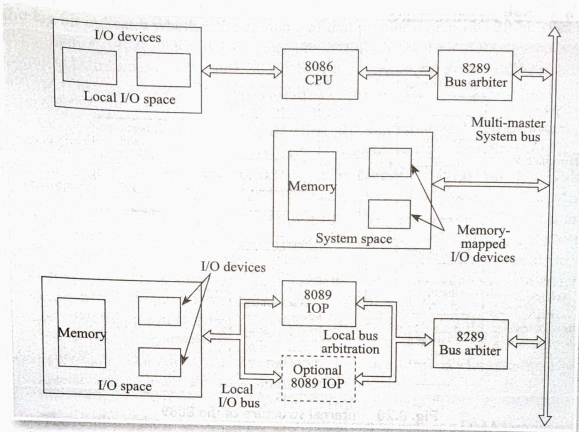 I/O devices
Local I/O space
8086
CPU
8289
Bus arbiter
Multi-master
System bus
Memory
System space
Memory-
mapped
I/O devices
I/O devices
Memory
I/O space
8089
IOP
Local bus
arbitration
Optional
8089 IOP
Local
I/O bus
8289
Bus arbiter